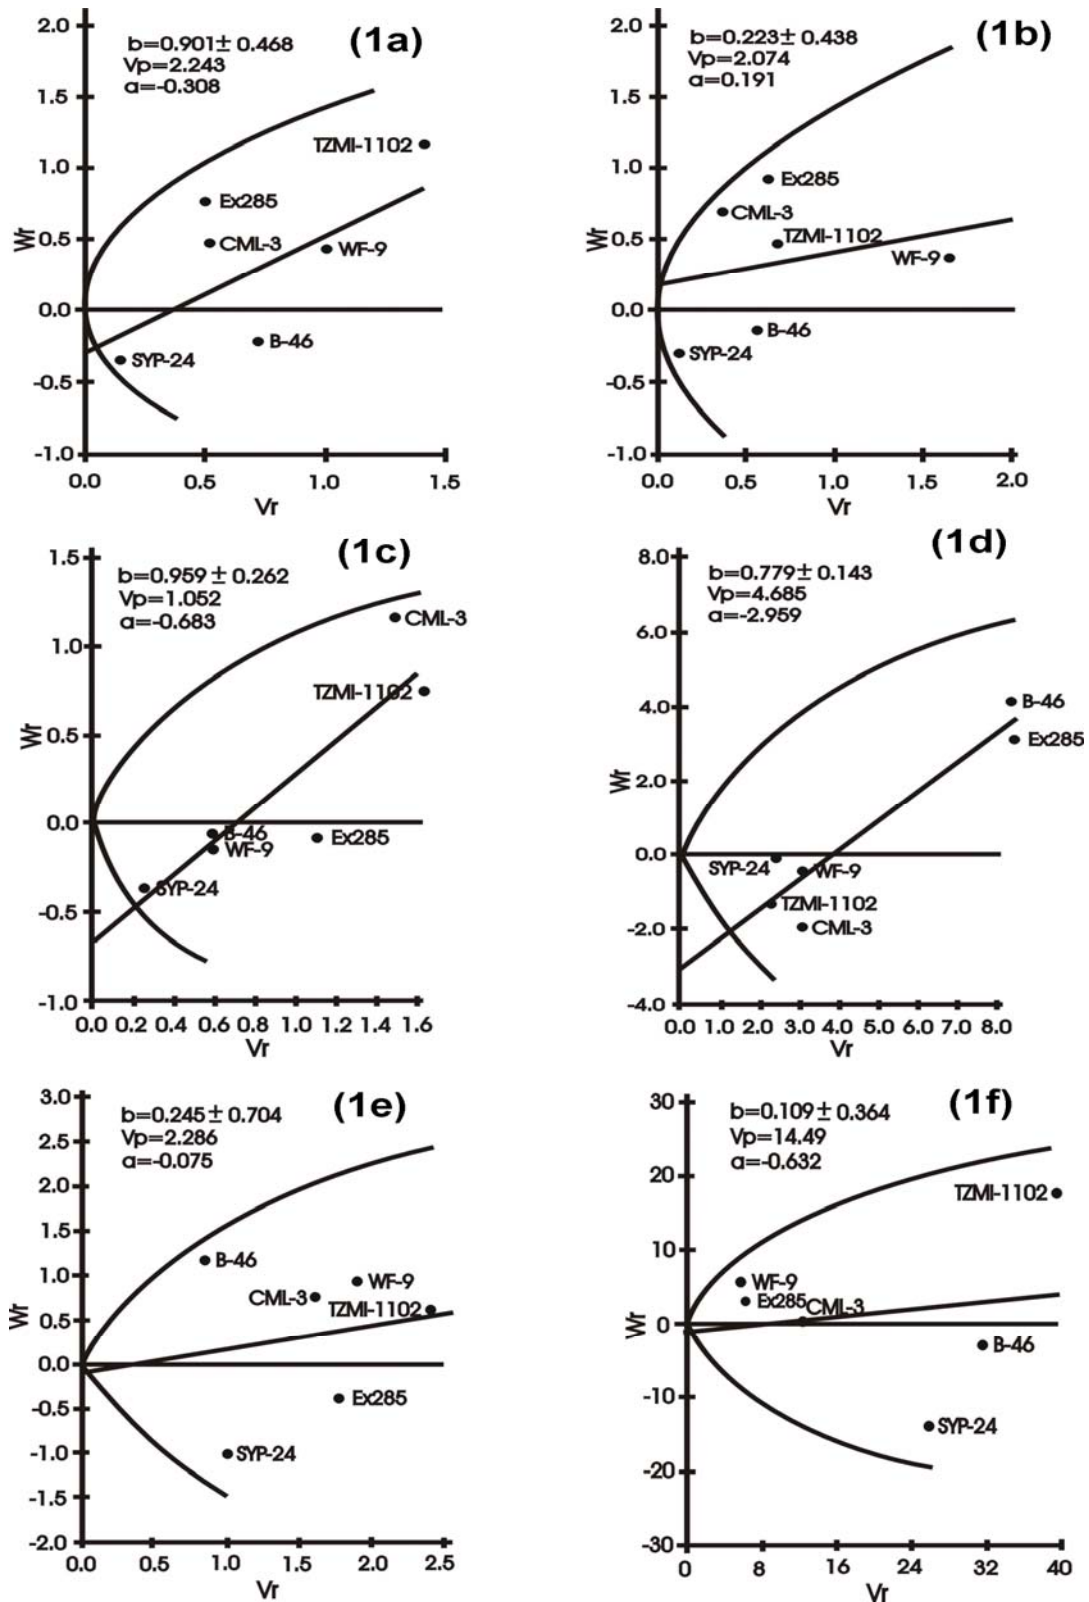 (1a)
b=0.901± 0.468
Vp=2.243
a=-0.308
2.0
1.5
1.0
0.5
0.0
-0.5
-1.0
Wr
TZMI-1102
Ex285
CML-3
WF-9
B-46
SYP-24
0.0 0.5 1.0 1.5
Vr
(1b)
b=0.223± 0.438
Vp=2.074
a=0.191
2.0
1.5
1.0
0.5
0.0
-0.5
-1.0
Wr
Ex285
CML-3
TZMI-1102
WF-9
B-46
SYP-24
0.0 0.5 1.0 1.5 2.0
Vr
(1c)
b=0.959 ± 0.262
Vp=1.052
a=-0.683
1.5
1.0
0.5
0.0
-0.5
-1.0
Wr
CML-3
TZMI-1102
B-46
WF-9
Ex285
SYP-24
0.0 0.2 0.4 0.6 0.8 1.0 1.2 1.4 1.6
Vr
(1d)
b=0.779 ± 0.143
Vp=4.685
a=-2.959
8.0
6.0
4.0
2.0
0.0
-2.0
-4.0
Wr
B-46
Ex285
SYP-24
WF-9
TZMI-1102
CML-3
0.0 1.0 2.0 3.0 4.0 5.0 6.0 7.0 8.0
Vr
(1e)
b=0.245 ± 0.704
Vp=2.286
a=-0.075
3.0
2.5
2.0
1.5
1.0
0.5
0.0
-0.5
-1.0
-1.5
-2.0
Wr
B-46
WF-9
CML-3
TZMI-1102
Ex285
SYP-24
0.0 0.5 1.0 1.5 2.0 2.5
Vr
(1f)
b=0.109 ± 0.364
Vp=14.49
a=-0.632
30
20
10
0
-10
-20
-30
Wr
TZMI-1102
WF-9
Ex285
CML-3
B-46
SYP-24
0 8 16 24 32 40
Vr